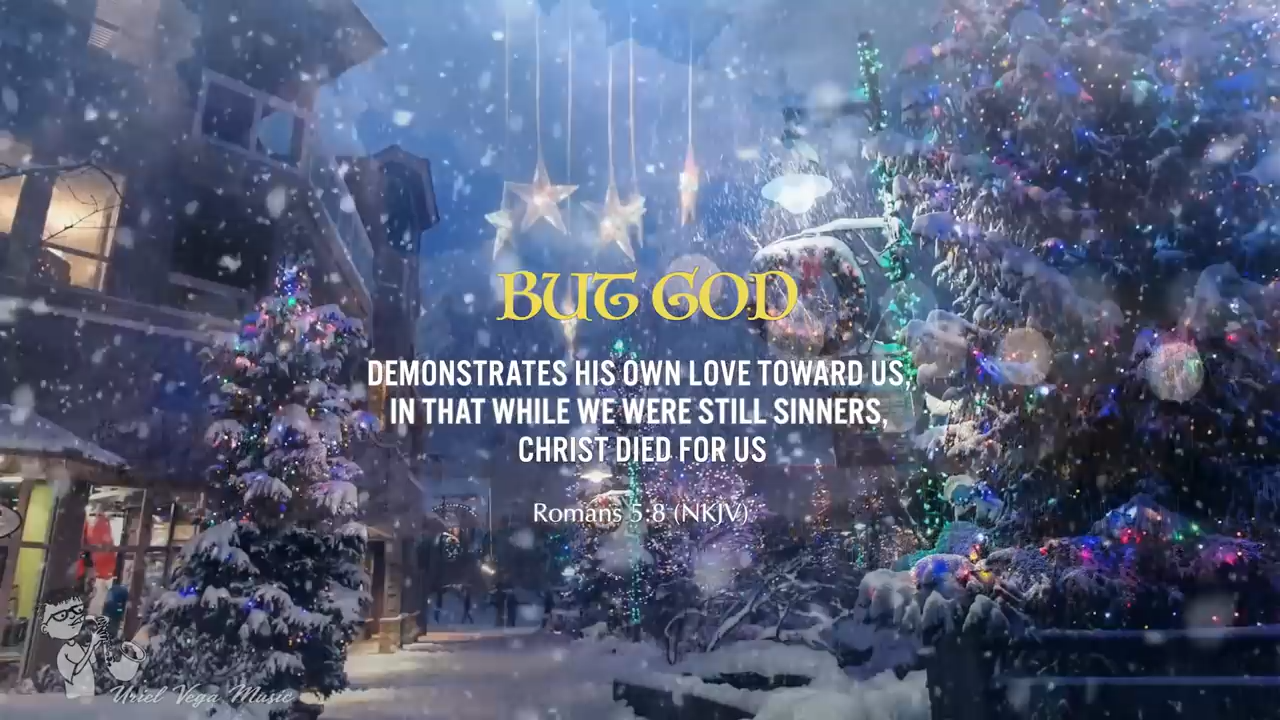 BUT GOD
DEMONSTRATES HIS OWN LOVE TOWARD US,
IN THAT WHILE WE WERE STILL SINNERS,
CHRIST DIED FOR US
Romans 5:8 (NKJV)
Uriel Vega Music